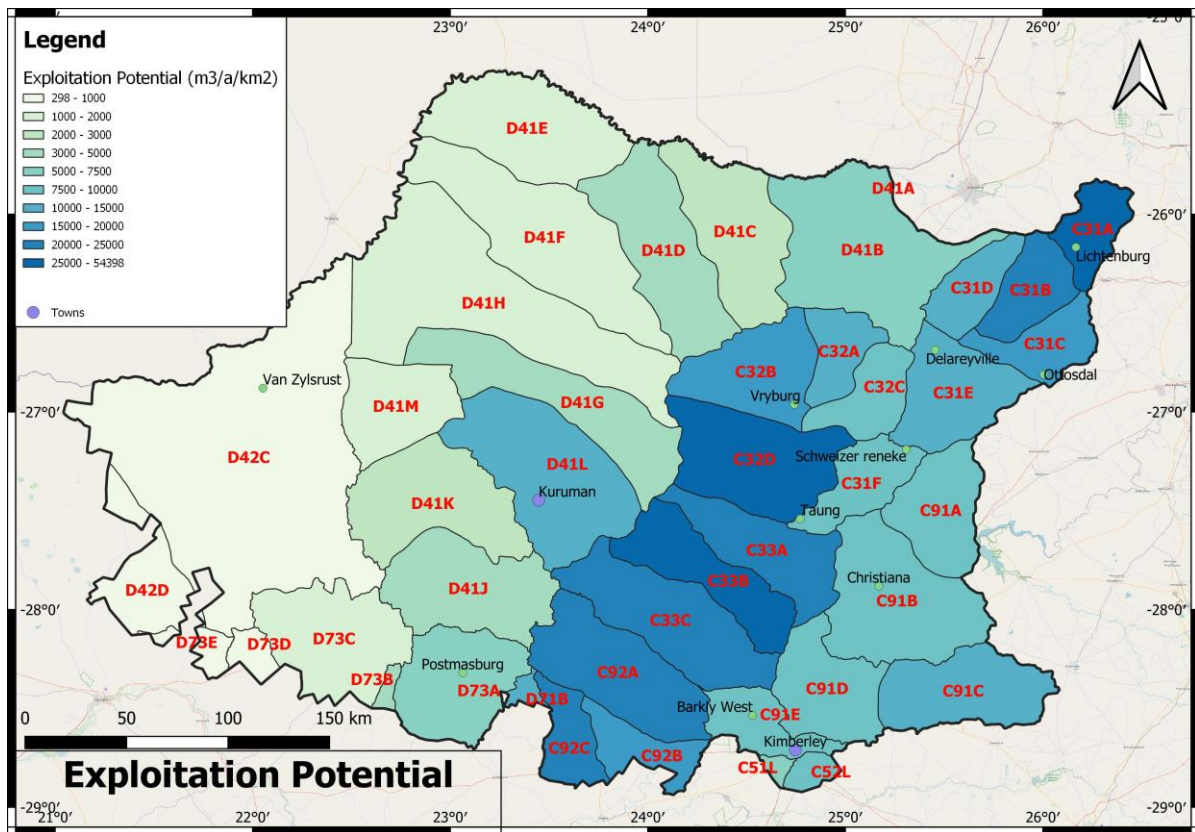 23°0' 24°0' 25°0' 26°0' -25°0'
Legend
Exploitation Potential (m3/a/km2)
298 - 1000
1000 - 2000
2000 - 3000
3000 - 5000
5000 - 7500
7500 - 10000
10000 - 15000
15000 - 20000
20000 - 25000
25000 - 54398
Towns
D41E
D41A
-26°0'
C31A
D41F
D41C
D41D
D41B
Lichtenburg
C31D
C31B
D41H
C31C
C32A
Delareyville
C32B
C32C
Ottosdal
Van Zylsrust
C31E
Vryburg
D41M
D41G
-27°0'
D42C
D41L
C32D
Schweizer reneke
C31F
Kuruman
D41K
Taung
C91A
C33A
C33B
Christiana
D42D
D41J
C91B
-28°0'
C33C
D73E
D73D
D73C
Postmasburg
C92A
D73B
D73A
D71B
C91D
C91C
0 50 100 150 km
Barkly West
C91E
Kimberley
C92C
C92B
Exploitation Potential
C51L
C52L
-29°0'
21°0' 22°0' 23°0' 24°0' 25°0' 26°0'